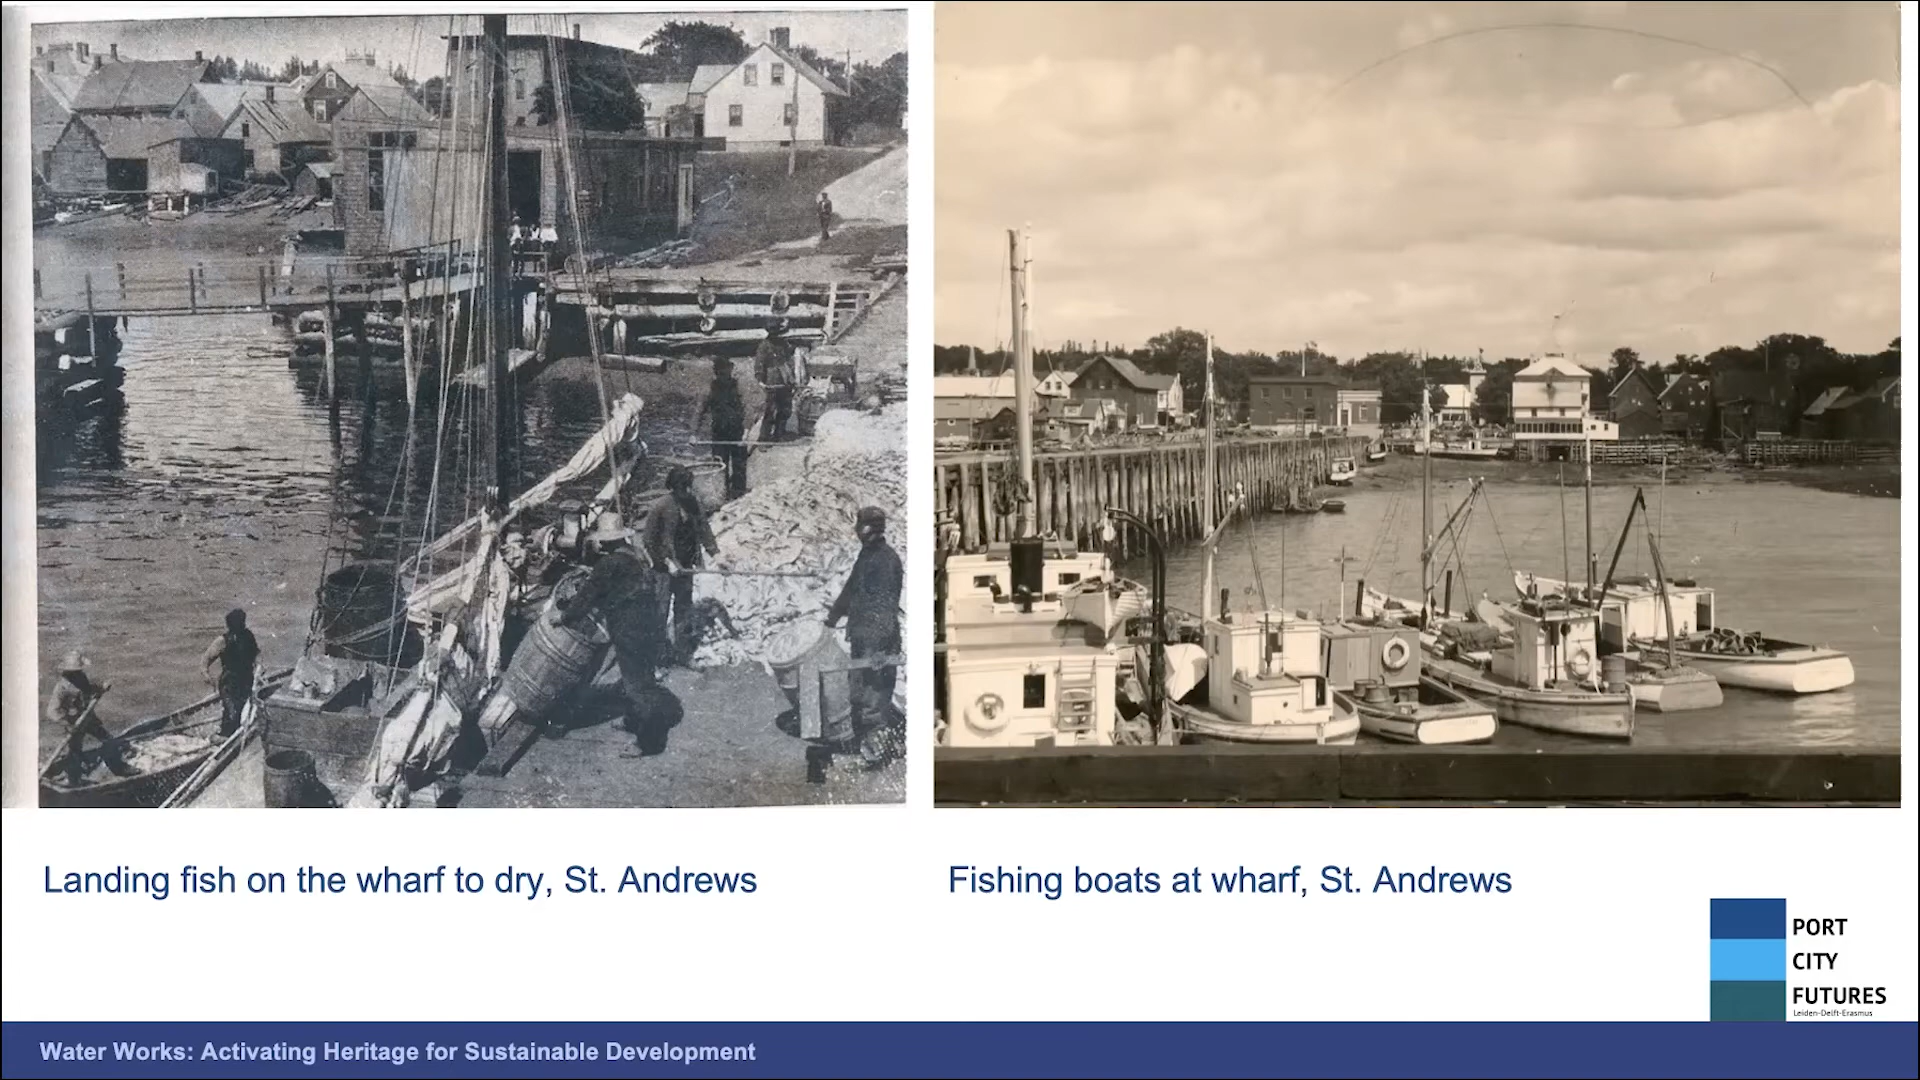 Landing fish on the wharf to dry, St. Andrews
Fishing boats at wharf, St. Andrews
PORT
CITY
FUTURES
Leiden-Delft-Erasmus
Water Works: Activating Heritage for Sustainable Development